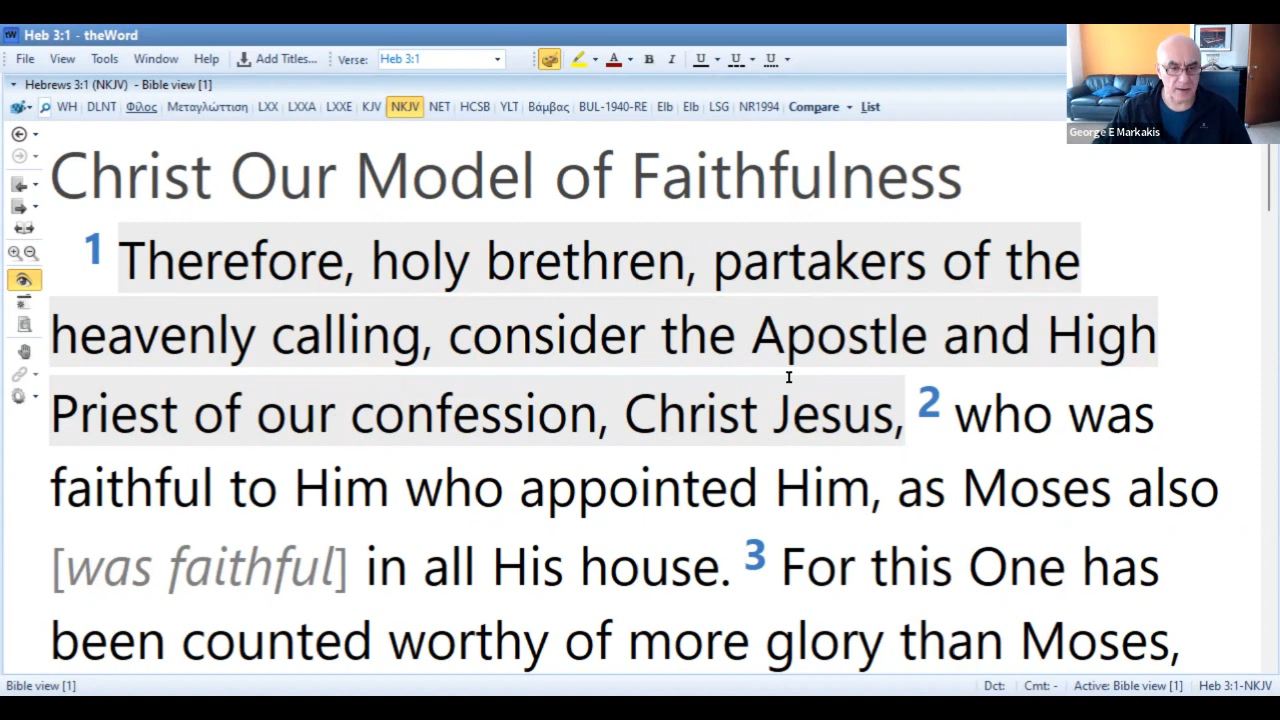 Heb 3:1 - theWord
File View Tools Window Help Add Titles... Verse: Heb 3:1 A B I U U U
Hebrews 3:1 (NKJV) - Bible view [1]
WH DLNT Φίλος Μεταγλώττιση LXX LXXA LXXE KJV NKJV NET HCSB YLT Βάμβας BUL-1940-RE Elb Elb LSG NR1994 Compare List
George E Markakis
Christ Our Model of Faithfulness
1 Therefore, holy brethren, partakers of the
heavenly calling, consider the Apostle and High
Priest of our confession, Christ Jesus, 2 who was
faithful to Him who appointed Him, as Moses also
[was faithful] in all His house. 3 For this One has
been counted worthy of more glory than Moses,
Bible view [1] Dct: Cmt: - Active: Bible view [1] Heb 3:1-NKJV